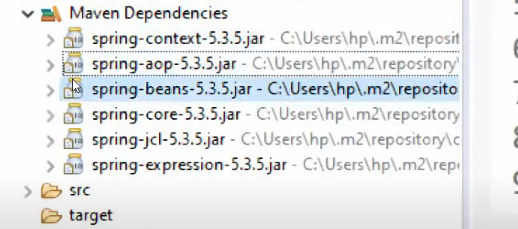 Maven Dependencies
spring-context-5.3.5.jar - C:\Users\hp\.m2\reposit
spring-aop-5.3.5.jar - C:\Users\hp\.m2\repository\
spring-beans-5.3.5.jar - C:\Users\hp\.m2\reposito
spring-core-5.3.5.jar - C:\Users\hp\.m2\repository
spring-jcl-5.3.5.jar - C:\Users\hp\.m2\repository\c
spring-expression-5.3.5.jar - C:\Users\hp\.m2\repo
src
target